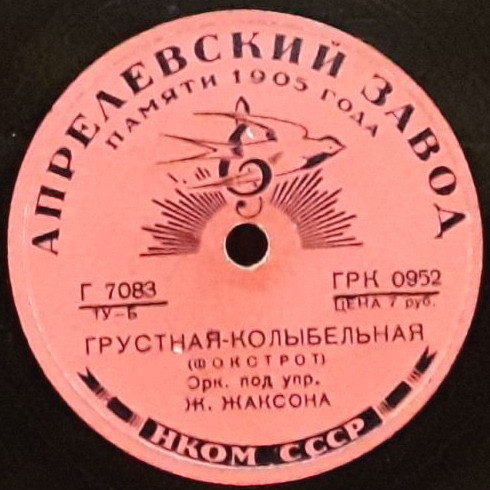 АПРЕЛЕВСКИЙ ЗАВОД
ПАМЯТИ 1905 ГОДА
Г 7083
ТУ-Б
ГРК 0952
ЦЕНА 7 руб.
ГРУСТНАЯ-КОЛЫБЕЛЬНАЯ
(ФОКСТРОТ)
Орк. под упр.
Ж. ЖАКСОНА
НКОМ СССР